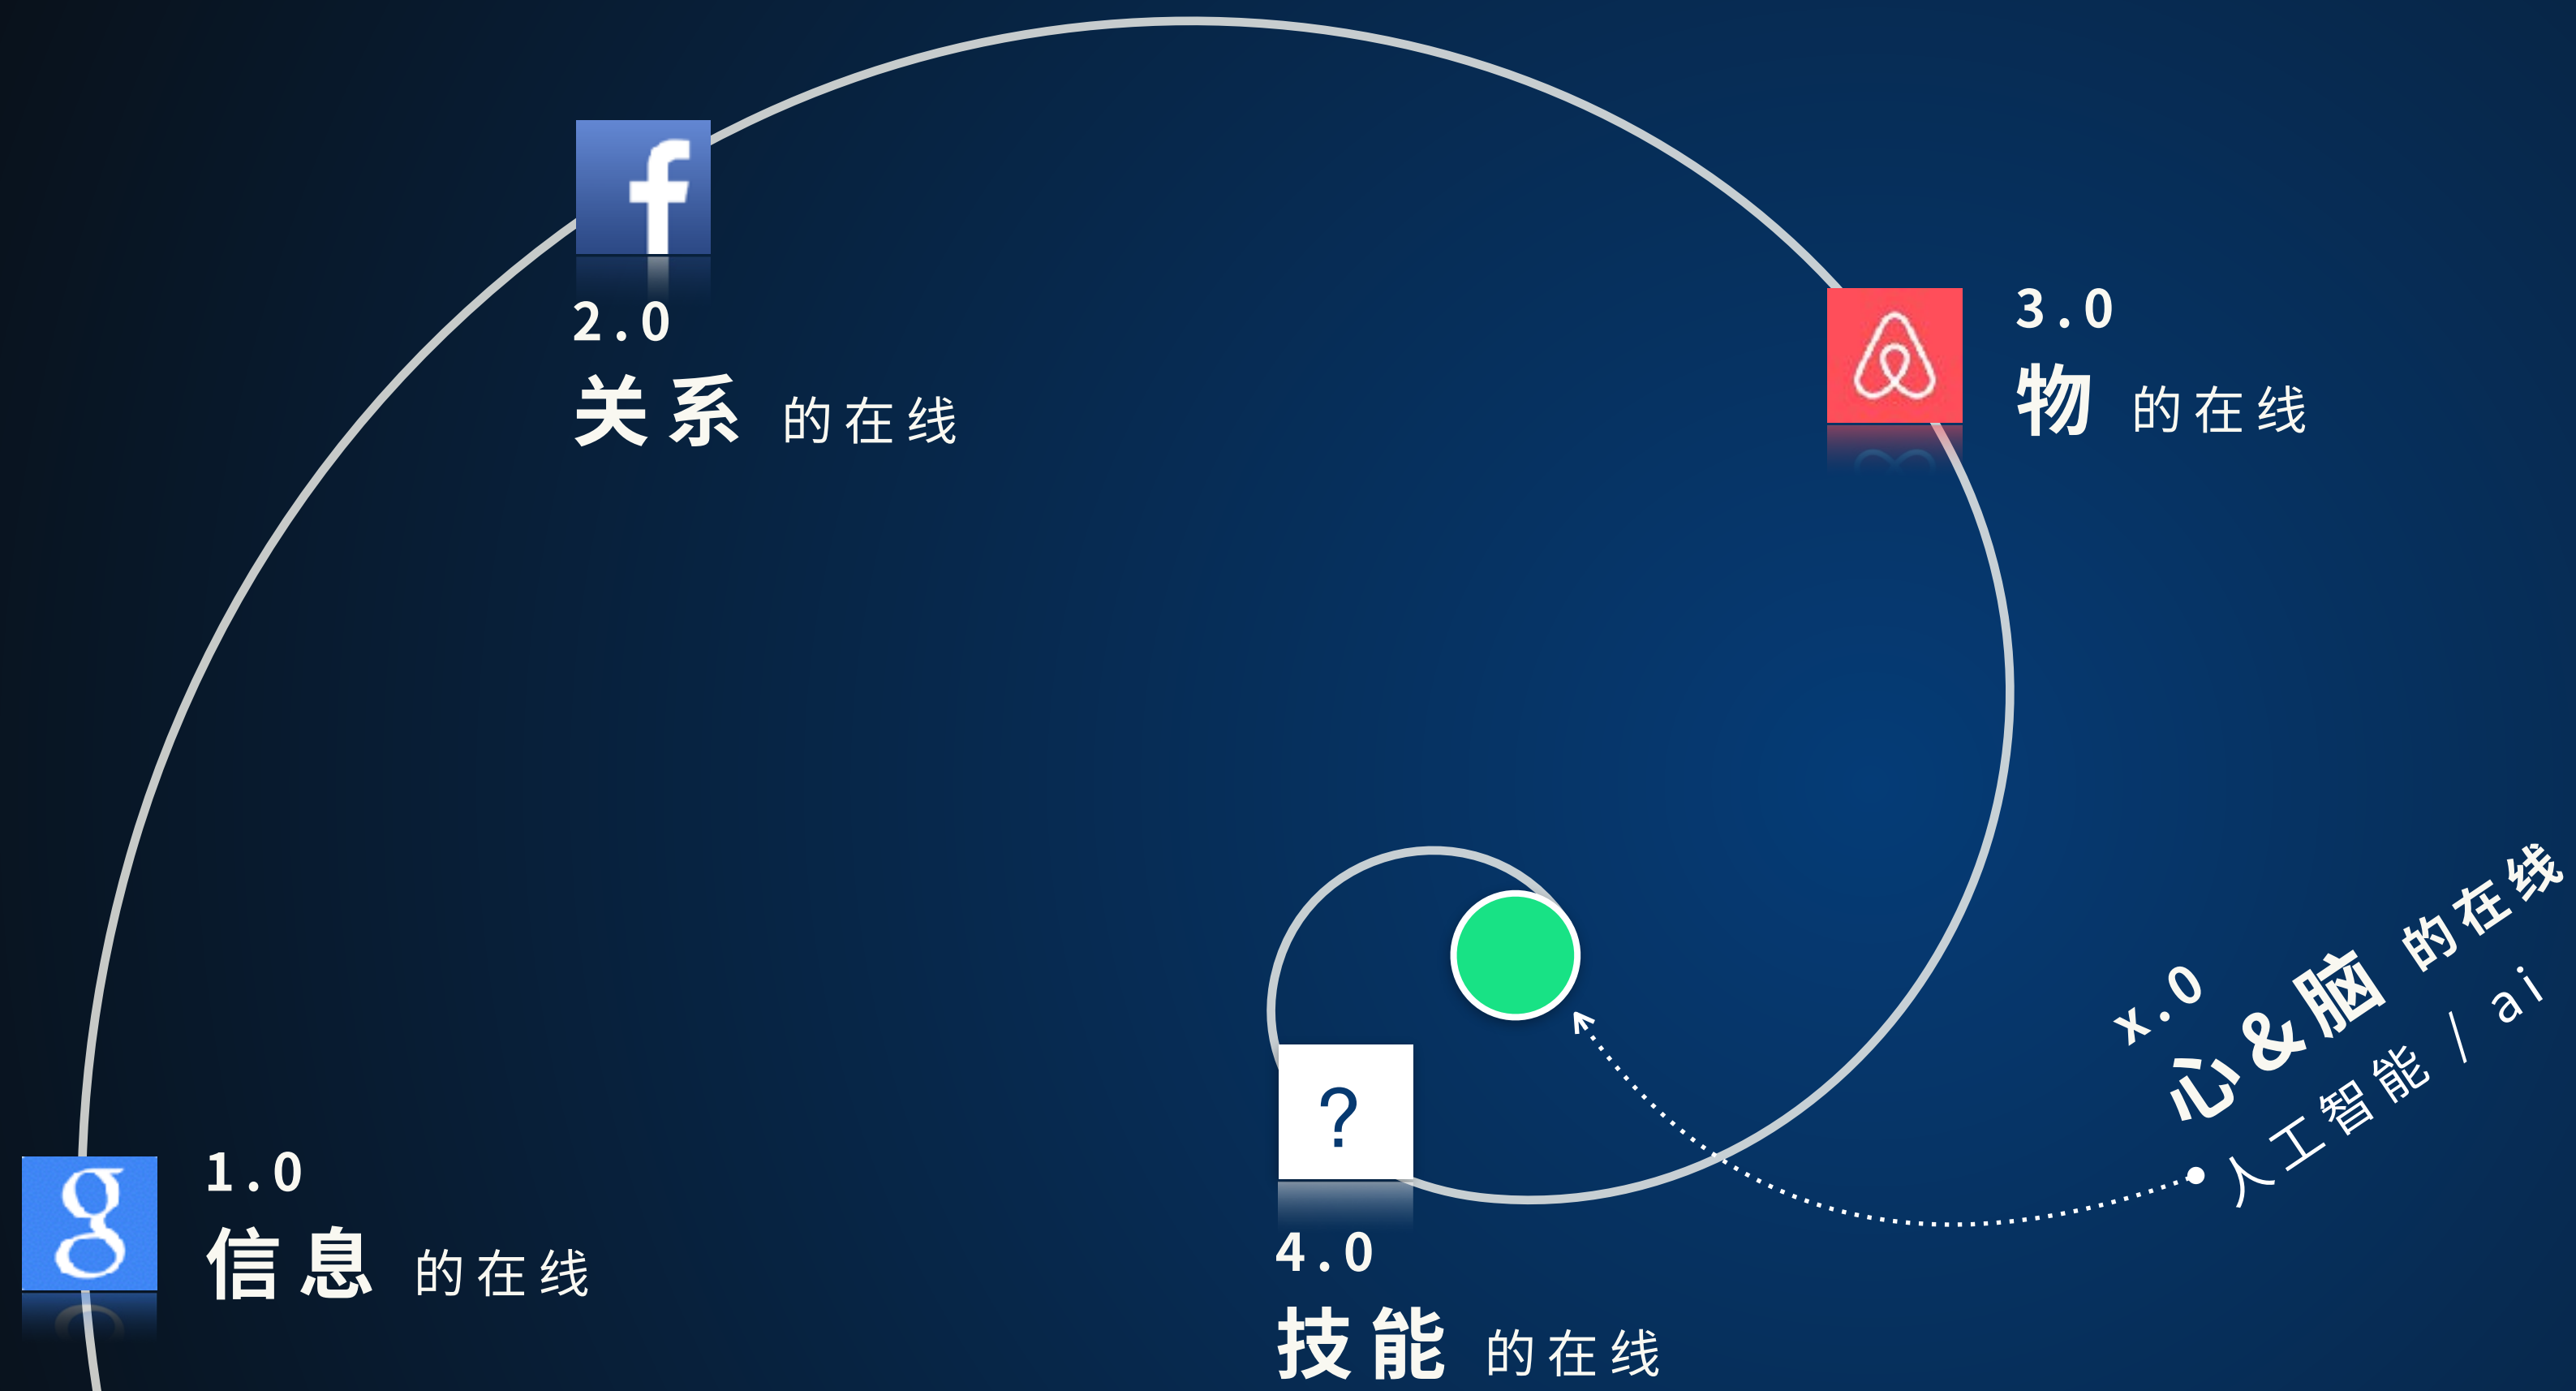 2.0
关系 的在线
3.0
物 的在线
x.0
心&脑 的在线
人工智能 / ai
1.0
信息 的在线
?
4.0
技能 的在线